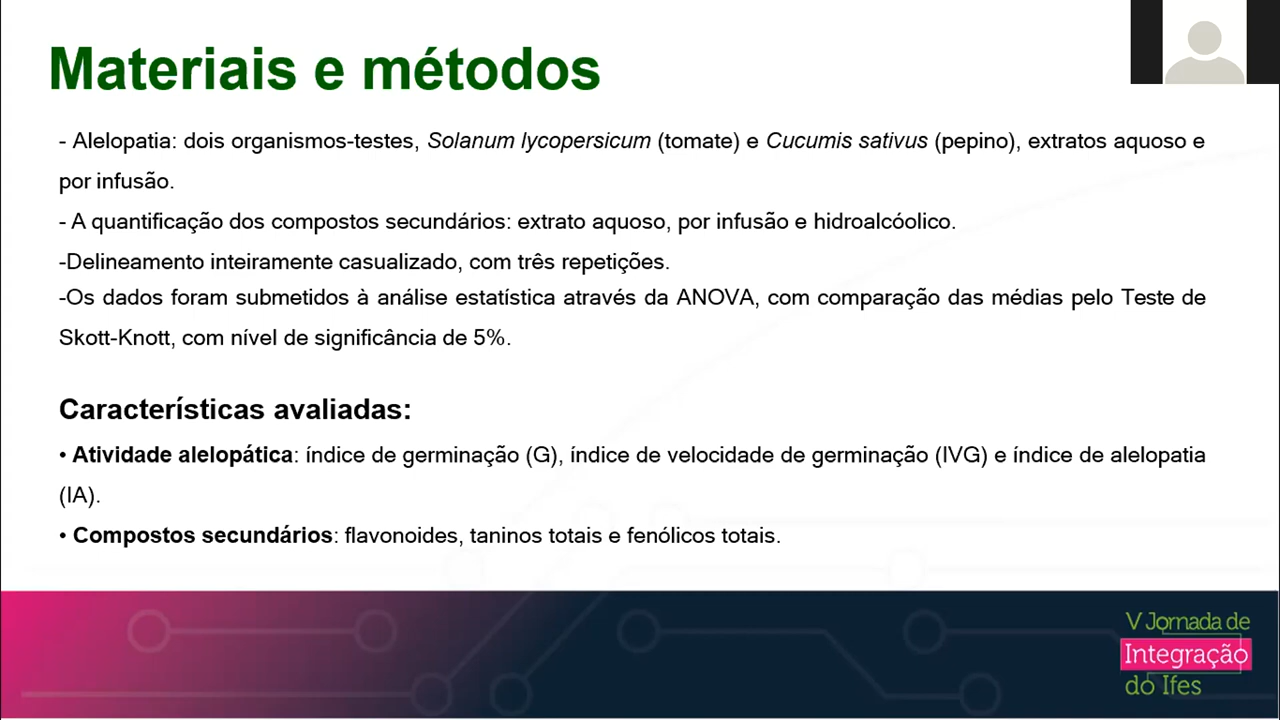 Materiais e métodos
- Alelopatia: dois organismos-testes, Solanum lycopersicum (tomate) e Cucumis sativus (pepino), extratos aquoso e
por infusão.
- A quantificação dos compostos secundários: extrato aquoso, por infusão e hidroalcóolico.
-Delineamento inteiramente casualizado, com três repetições.
-Os dados foram submetidos à análise estatística através da ANOVA, com comparação das médias pelo Teste de
Skott-Knott, com nível de significância de 5%.
Características avaliadas:
• Atividade alelopática: índice de germinação (G), índice de velocidade de germinação (IVG) e índice de alelopatia
(IA).
• Compostos secundários: flavonoides, taninos totais e fenólicos totais.
V Jornada de
Integração
do Ifes